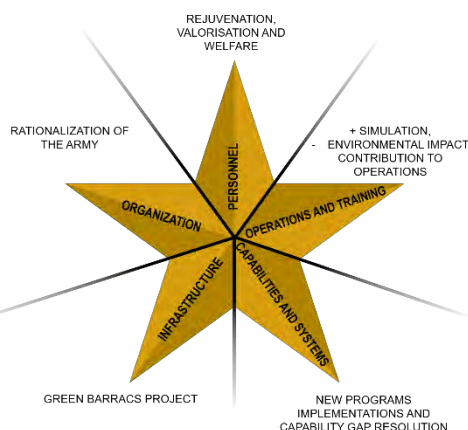 REJUVENATION,
VALORISATION AND
WELFARE
RATIONALIZATION OF
THE ARMY
+ SIMULATION,
- ENVIRONMENTAL IMPACT
CONTRIBUTION TO
OPERATIONS
PERSONNEL
ORGANIZATION
OPERATIONS AND TRAINING
INFRASTRUCTURE
CAPABILITIES AND SYSTEMS
GREEN BARRACS PROJECT
NEW PROGRAMS
IMPLEMENTATIONS AND
CAPABILITY GAP RESOLUTION